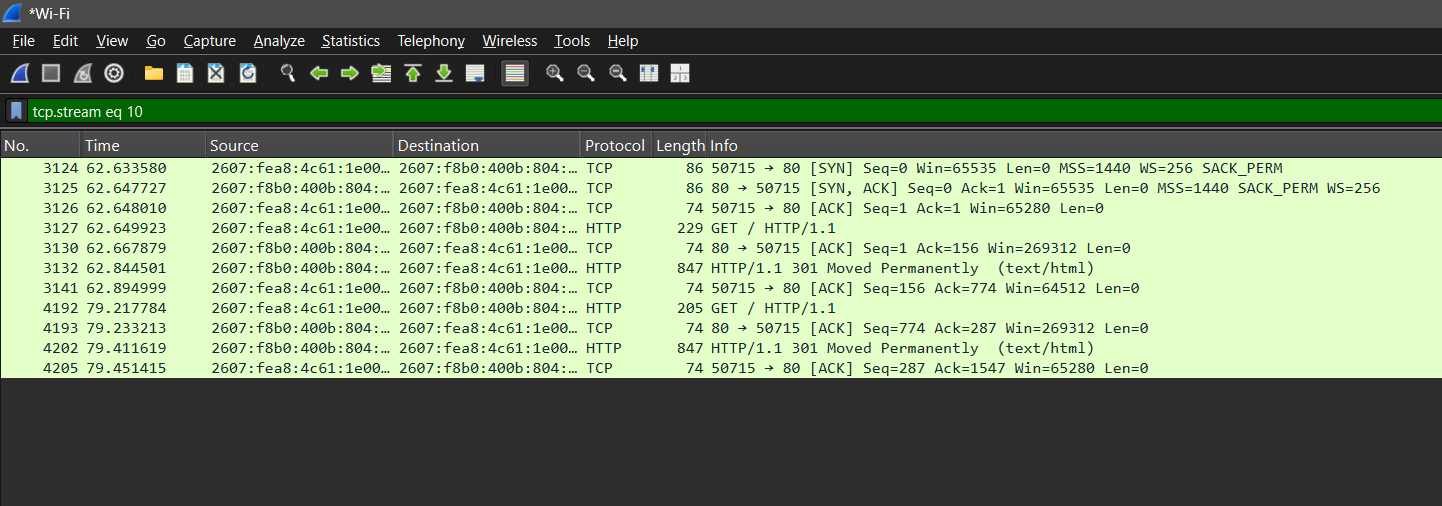 *Wi-Fi
File Edit View Go Capture Analyze Statistics Telephony Wireless Tools Help
tcp.stream eq 10
No. Time Source Destination Protocol Length Info
3124 62.633580 2607:fea8:4c61:1e00… 2607:f8b0:400b:804:… TCP 86 50715 → 80 [SYN] Seq=0 Win=65535 Len=0 MSS=1440 WS=256 SACK_PERM
3125 62.647727 2607:f8b0:400b:804:… 2607:fea8:4c61:1e00… TCP 86 80 → 50715 [SYN, ACK] Seq=0 Ack=1 Win=65535 Len=0 MSS=1440 SACK_PERM WS=256
3126 62.648010 2607:fea8:4c61:1e00… 2607:f8b0:400b:804:… TCP 74 50715 → 80 [ACK] Seq=1 Ack=1 Win=65280 Len=0
3127 62.649923 2607:fea8:4c61:1e00… 2607:f8b0:400b:804:… HTTP 229 GET / HTTP/1.1
3130 62.667879 2607:f8b0:400b:804:… 2607:fea8:4c61:1e00… TCP 74 80 → 50715 [ACK] Seq=1 Ack=156 Win=269312 Len=0
3132 62.844501 2607:f8b0:400b:804:… 2607:fea8:4c61:1e00… HTTP 847 HTTP/1.1 301 Moved Permanently (text/html)
3141 62.894999 2607:fea8:4c61:1e00… 2607:f8b0:400b:804:… TCP 74 50715 → 80 [ACK] Seq=156 Ack=774 Win=64512 Len=0
4192 79.217784 2607:fea8:4c61:1e00… 2607:f8b0:400b:804:… HTTP 205 GET / HTTP/1.1
4193 79.233213 2607:f8b0:400b:804:… 2607:fea8:4c61:1e00… TCP 74 80 → 50715 [ACK] Seq=774 Ack=287 Win=269312 Len=0
4202 79.411619 2607:f8b0:400b:804:… 2607:fea8:4c61:1e00… HTTP 847 HTTP/1.1 301 Moved Permanently (text/html)
4205 79.451415 2607:fea8:4c61:1e00… 2607:f8b0:400b:804:… TCP 74 50715 → 80 [ACK] Seq=287 Ack=1547 Win=65280 Len=0